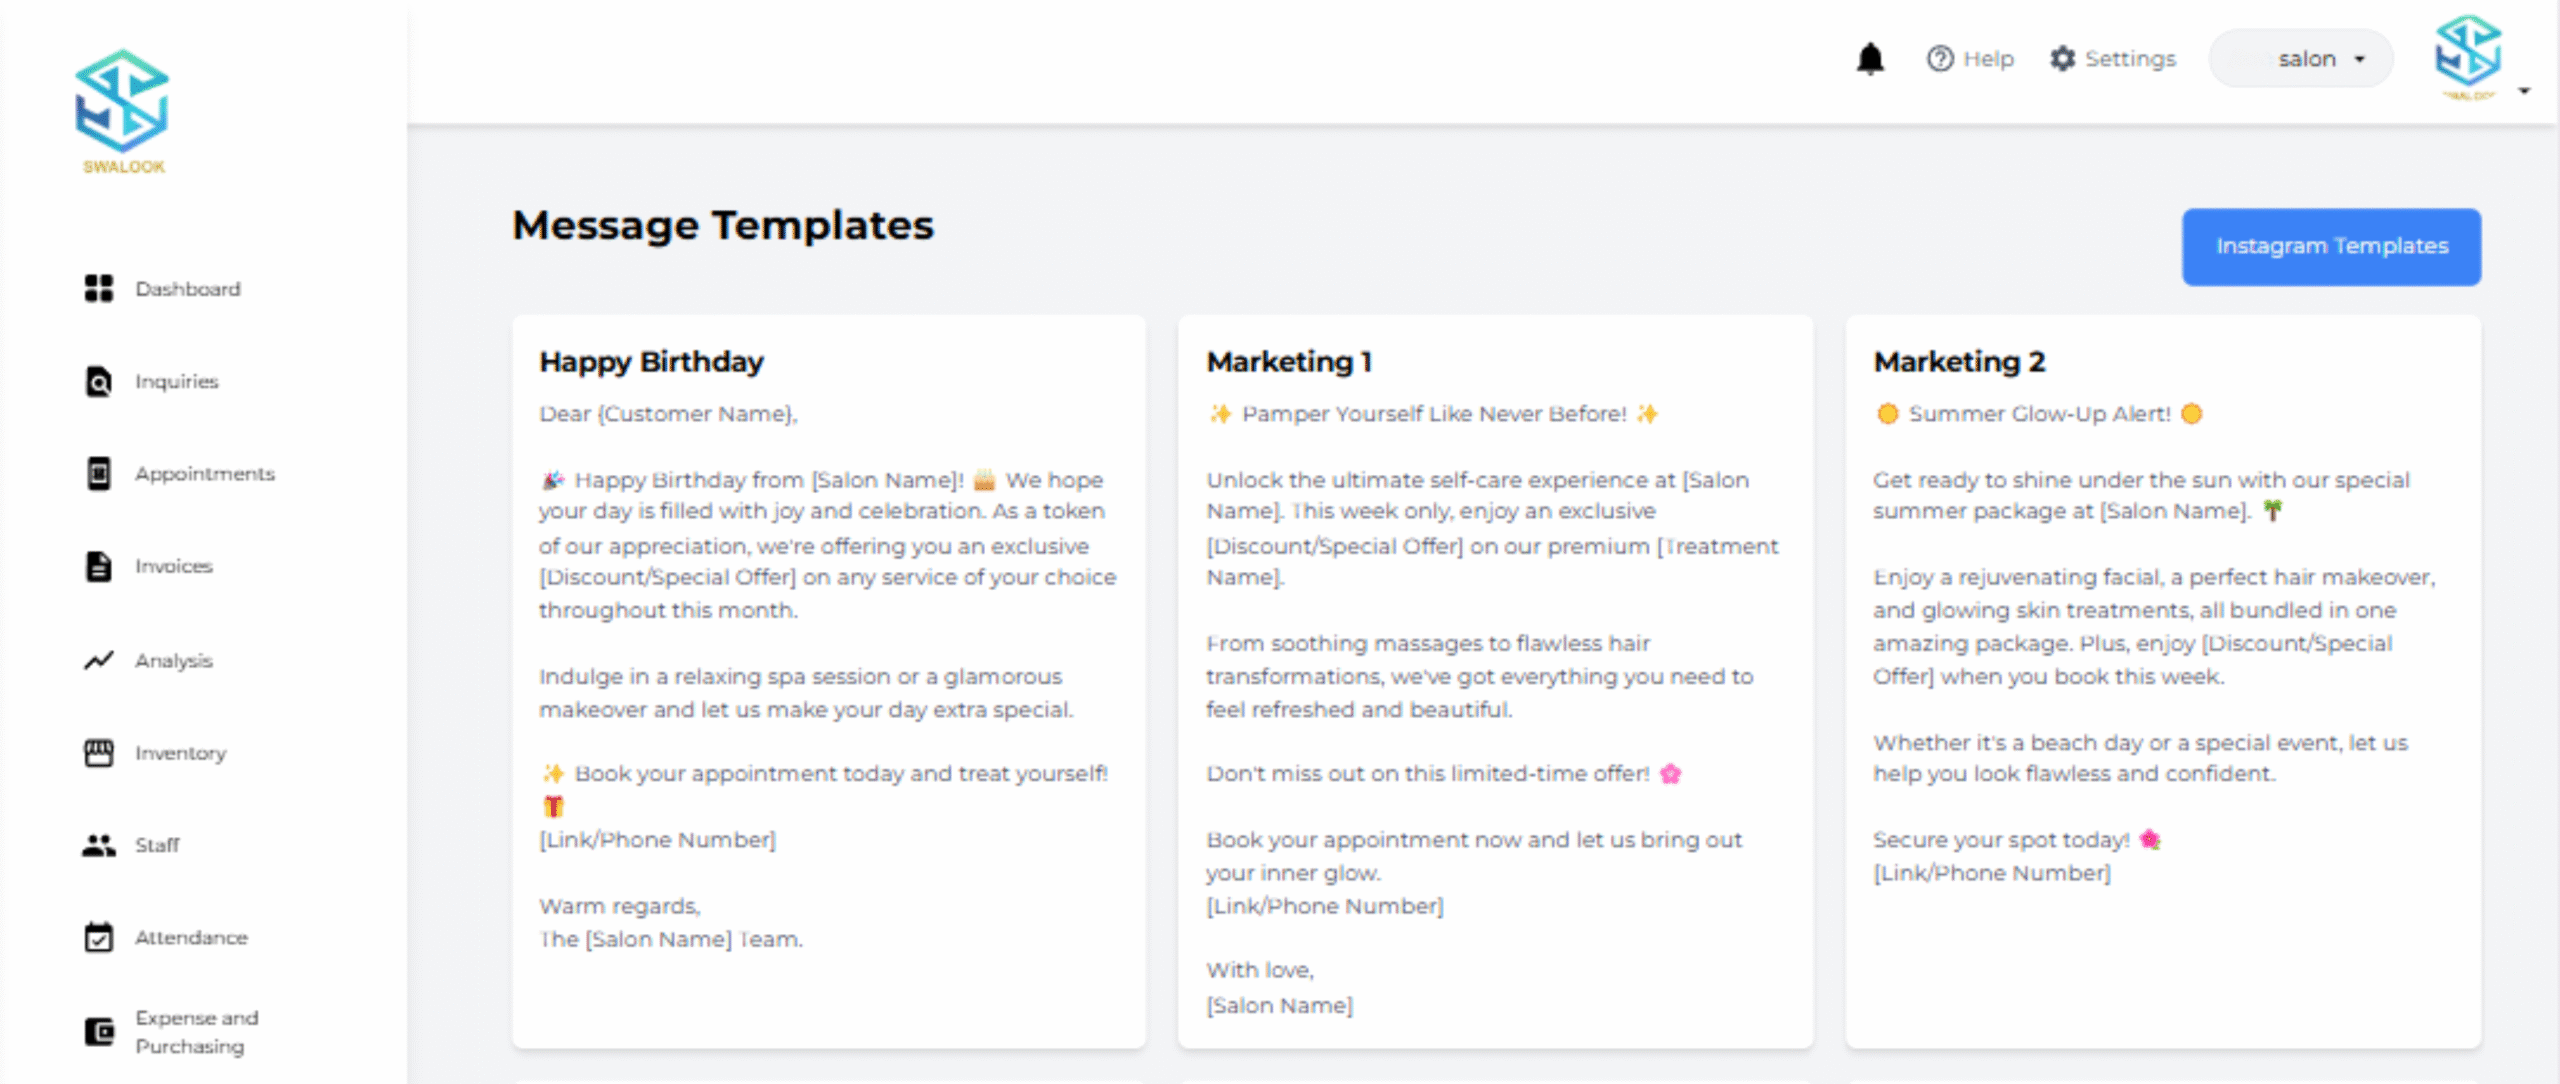 SWALOOK
Help
Settings
salon
Dashboard
Inquiries
Appointments
Invoices
Analysis
Inventory
Staff
Attendance
Expense and
Purchasing
Message Templates
Instagram Templates
Happy Birthday
Dear {Customer Name},
🎉 Happy Birthday from [Salon Name]! 🎂 We hope
your day is filled with joy and celebration. As a token
of our appreciation, we're offering you an exclusive
[Discount/Special Offer] on any service of your choice
throughout this month.
Indulge in a relaxing spa session or a glamorous
makeover and let us make your day extra special.
✨ Book your appointment today and treat yourself!
🎁
[Link/Phone Number]
Warm regards,
The [Salon Name] Team.
Marketing 1
✨ Pamper Yourself Like Never Before! ✨
Unlock the ultimate self-care experience at [Salon
Name]. This week only, enjoy an exclusive
[Discount/Special Offer] on our premium [Treatment
Name].
From soothing massages to flawless hair
transformations, we've got everything you need to
feel refreshed and beautiful.
Don't miss out on this limited-time offer! 🌸
Book your appointment now and let us bring out
your inner glow.
[Link/Phone Number]
With love,
[Salon Name]
Marketing 2
🌞 Summer Glow-Up Alert! 🌞
Get ready to shine under the sun with our special
summer package at [Salon Name]. 🌴
Enjoy a rejuvenating facial, a perfect hair makeover,
and glowing skin treatments, all bundled in one
amazing package. Plus, enjoy [Discount/Special
Offer] when you book this week.
Whether it's a beach day or a special event, let us
help you look flawless and confident.
Secure your spot today! 🌺
[Link/Phone Number]